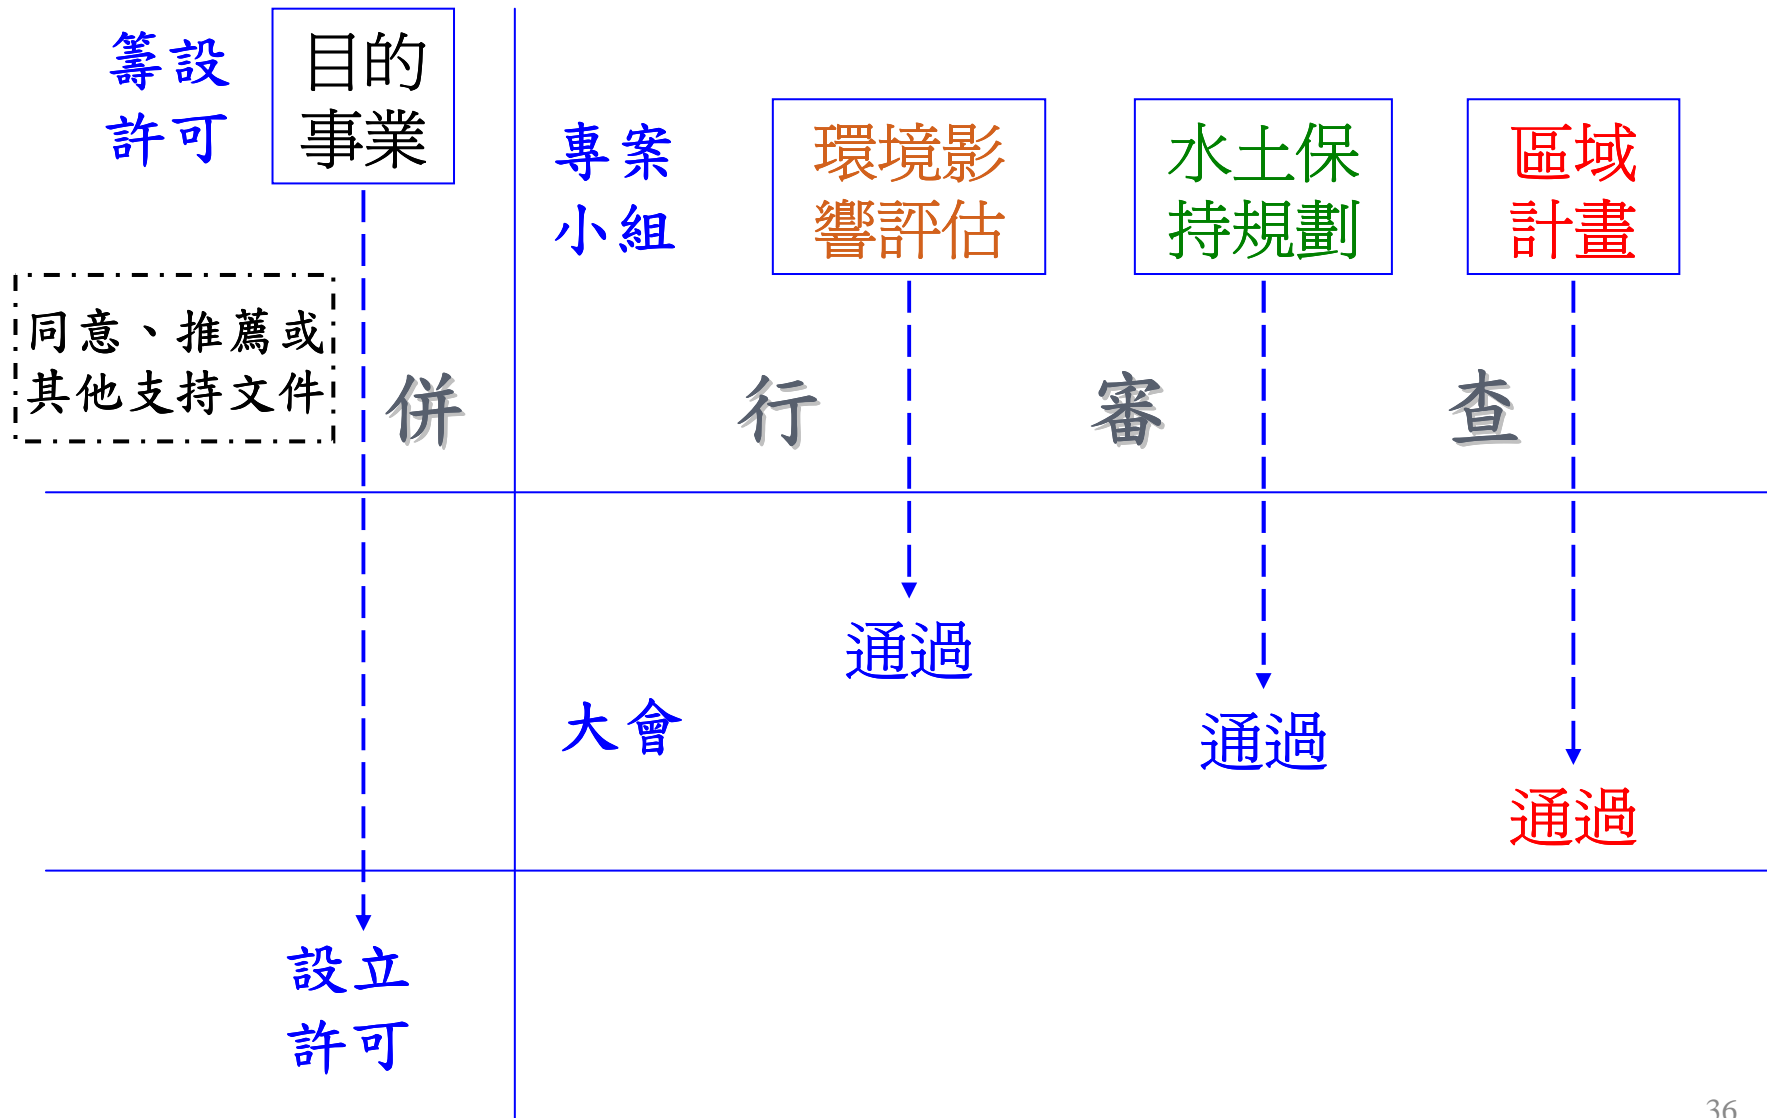 籌設
許可
目的
事業
專案
小組
環境影
響評估
水土保
持規劃
區域
計畫
同意、推薦或
其他支持文件
併行審查
通過
大會
通過
通過
設立
許可
36